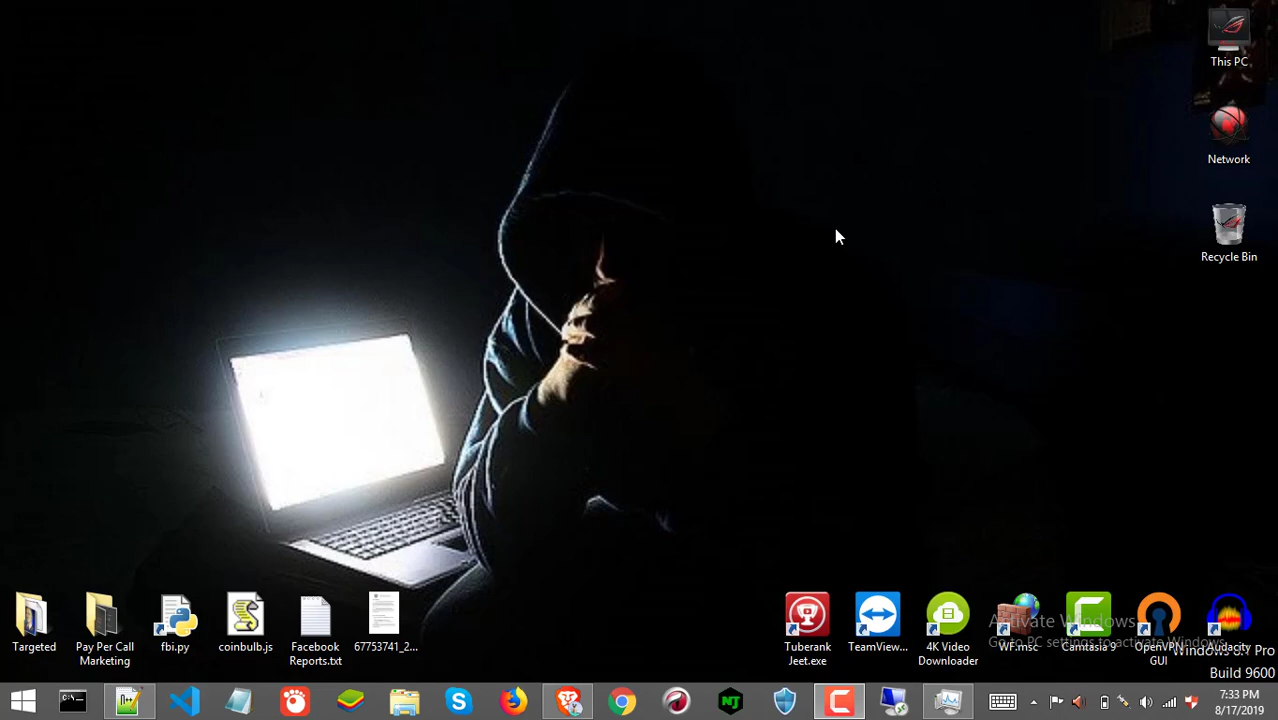 This PC
Network
Recycle Bin
Targeted
Pay Per Call
Marketing
fbi.py
coinbulb.js
Facebook
Reports.txt
67753741_2...
Tuberank
Jeet.exe
TeamView...
4K Video
Downloader
WF.msc
Camtasia 9
OpenVPN
GUI
Audacity
Activate Windows
Go to PC settings to activate Windows.
Windows 8.1 Pro
Build 9600
7:33 PM
8/17/2019